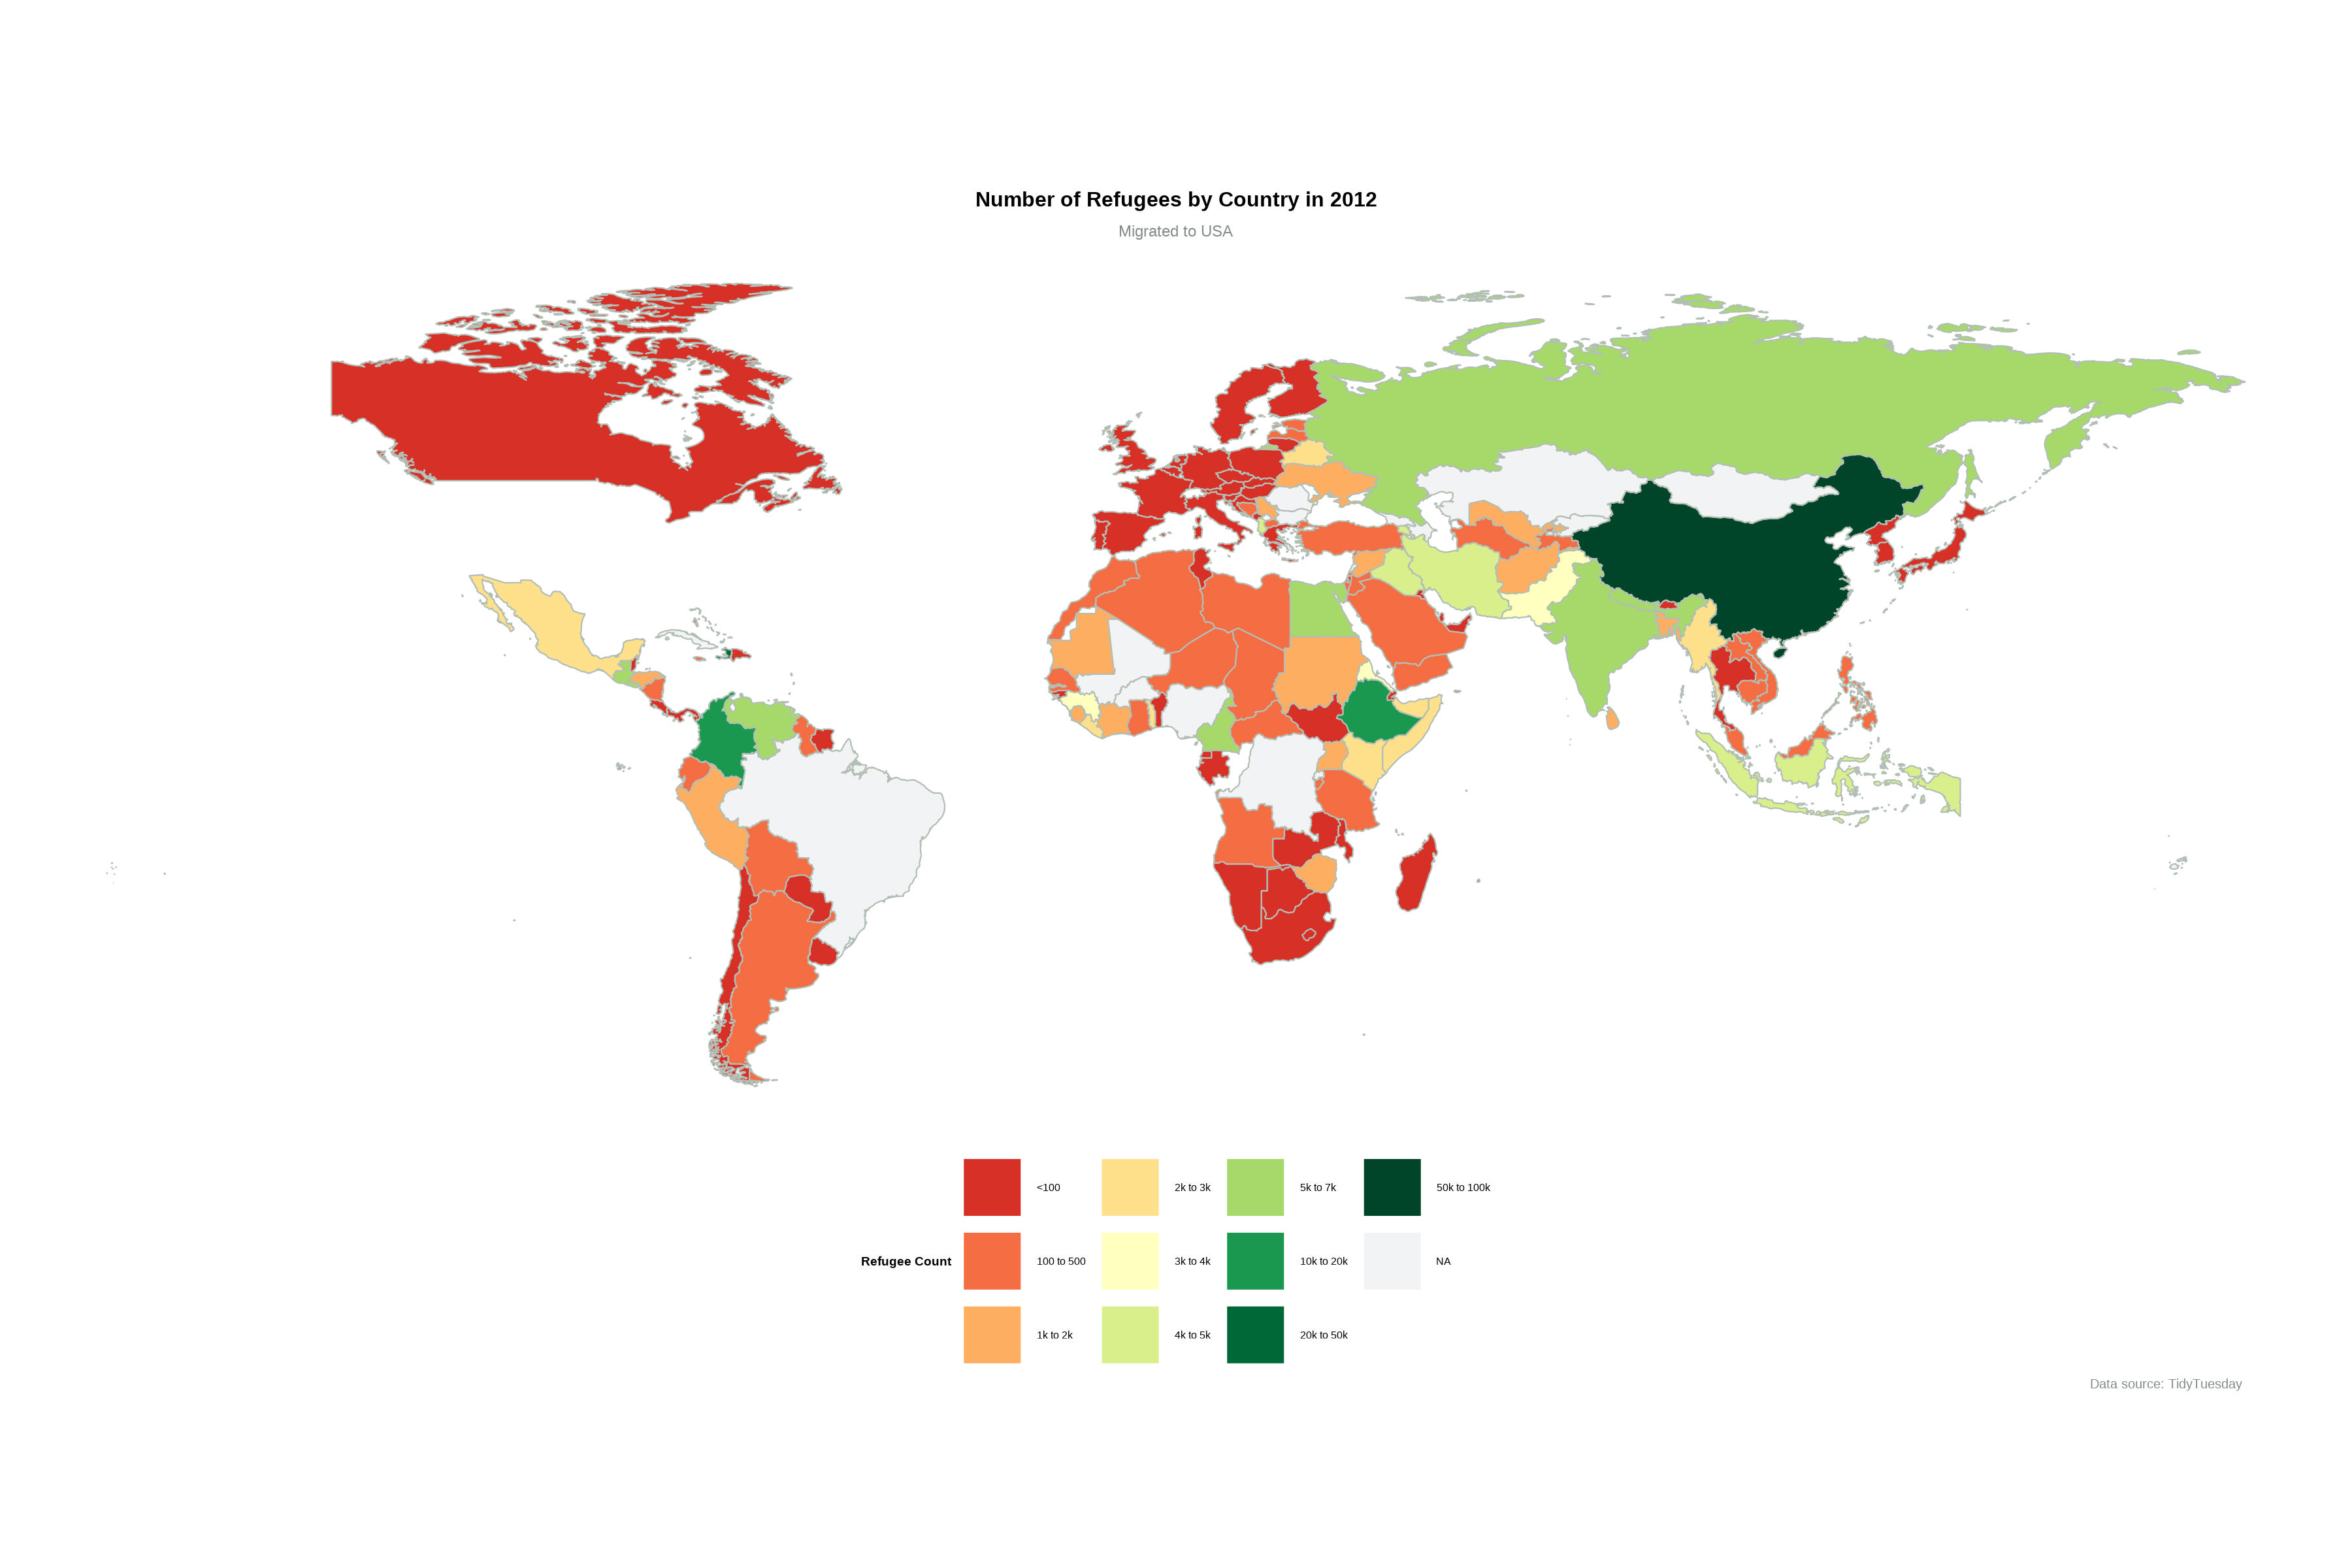 Number of Refugees by Country in 2012
Migrated to USA
<100
2k to 3k
5k to 7k
50k to 100k
Refugee Count
100 to 500
3k to 4k
10k to 20k
NA
1k to 2k
4k to 5k
20k to 50k
Data source: TidyTuesday